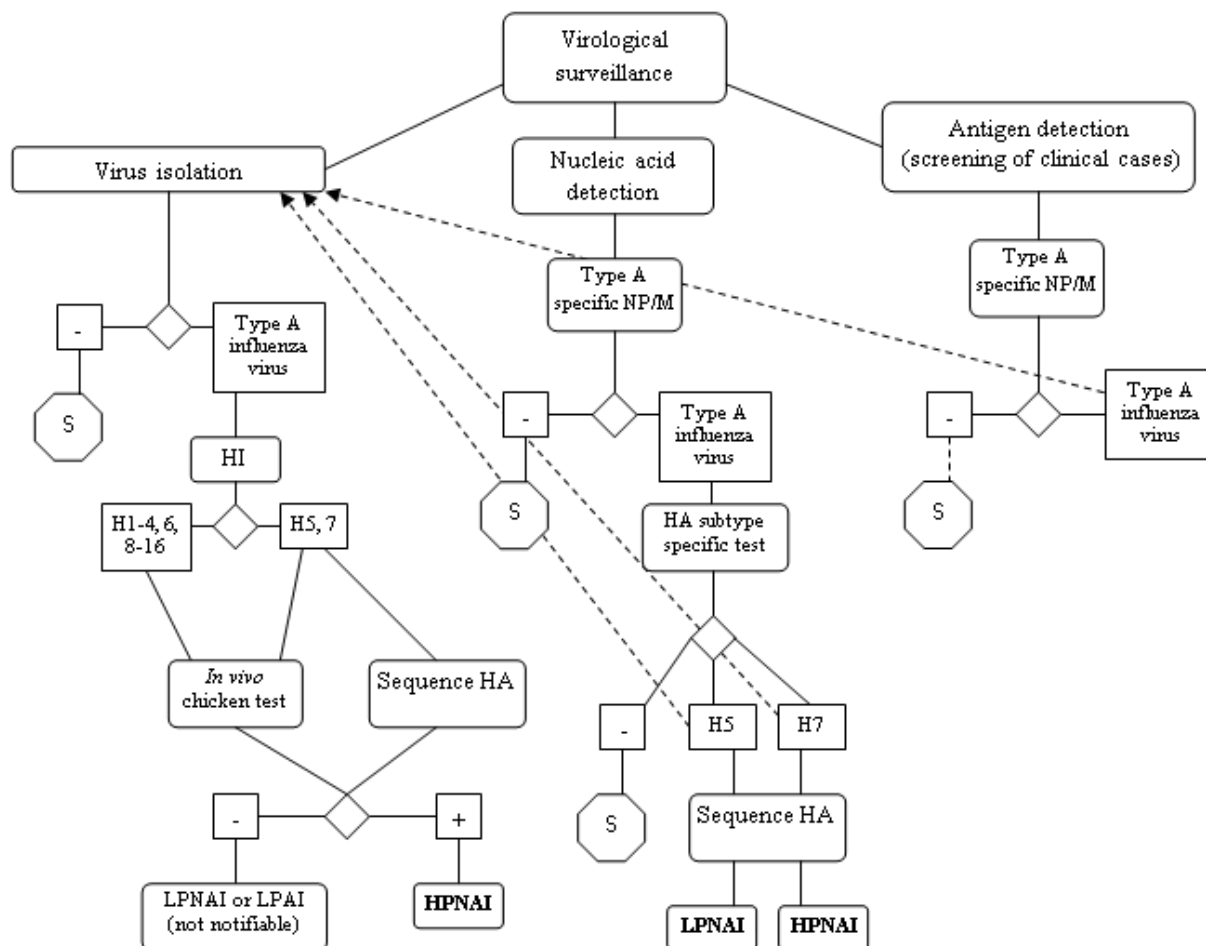 Virological
surveillance
Virus isolation
Nucleic acid
detection
Antigen detection
(screening of clinical cases)
Type A
specific NP/M
Type A
specific NP/M
-
Type A
influenza
virus
S
HI
H1-4, 6,
8-16
H5, 7
In vivo
chicken test
Sequence HA
-
+
LPNAI or LPAI
(not notifiable)
HPNAI
-
Type A
influenza
virus
S
HA subtype
specific test
-
H5
H7
S
Sequence HA
LPNAI
HPNAI
-
Type A
influenza
virus
S